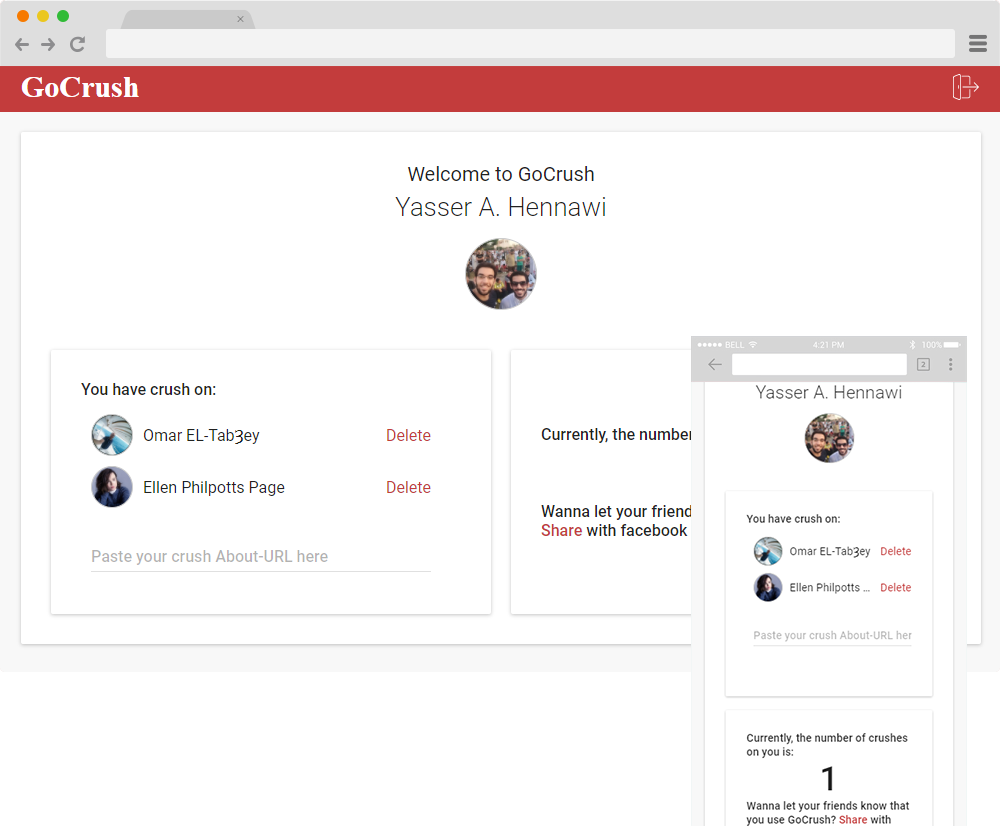 GoCrush
Welcome to GoCrush
Yasser A. Hennawi
You have crush on:
Omar EL-Tab3ey Delete
Ellen Philpotts Page Delete
Paste your crush About-URL here
Currently, the number
Wanna let your friend
Share with facebook
BELL 4:21 PM 100%
2
Yasser A. Hennawi
You have crush on:
Omar EL-Tab3ey Delete
Ellen Philpotts ... Delete
Paste your crush About-URL her
Currently, the number of crushes
on you is:
1
Wanna let your friends know that
you use GoCrush? Share with